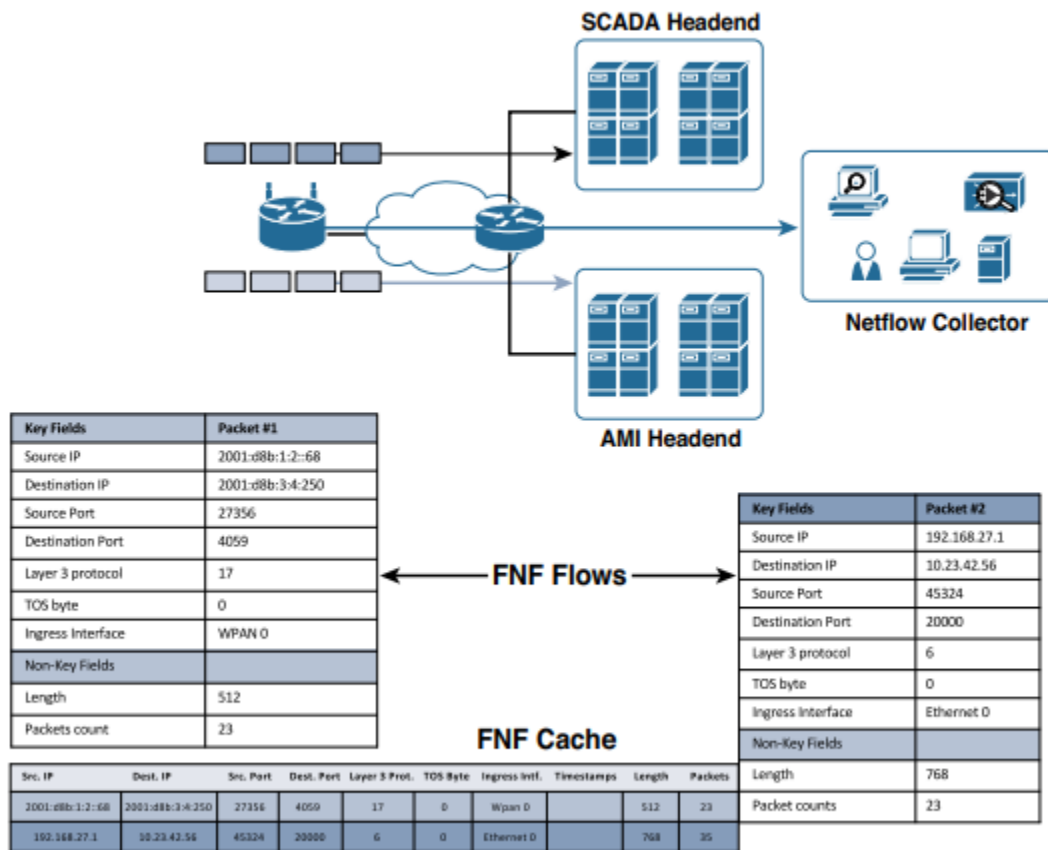 SCADA Headend
Netflow Collector
AMI Headend
Key Fields Packet #1
Source IP 2001:d8b:1:2::68
Destination IP 2001:d8b:3:4:250
Source Port 27356
Destination Port 4059
Layer 3 protocol 17
TOS byte 0
Ingress Interface WPAN 0
Non-Key Fields
Length 512
Packets count 23
FNF Flows
Key Fields Packet #2
Source IP 192.168.27.1
Destination IP 10.23.42.56
Source Port 45324
Destination Port 20000
Layer 3 protocol 6
TOS byte 0
Ingress Interface Ethernet 0
Non-Key Fields
Length 768
Packet counts 23
FNF Cache
Src. IP Dest. IP Src. Port Dest. Port Layer 3 Prot. TOS Byte Ingress Intf. Timestamps Length Packets
2001:d8b:1:2::68 2001:d8b:3:4:250 27356 4059 17 0 Wpan 0 512 23
192.168.27.1 10.23.42.56 45324 20000 6 0 Ethernet 0 768 35